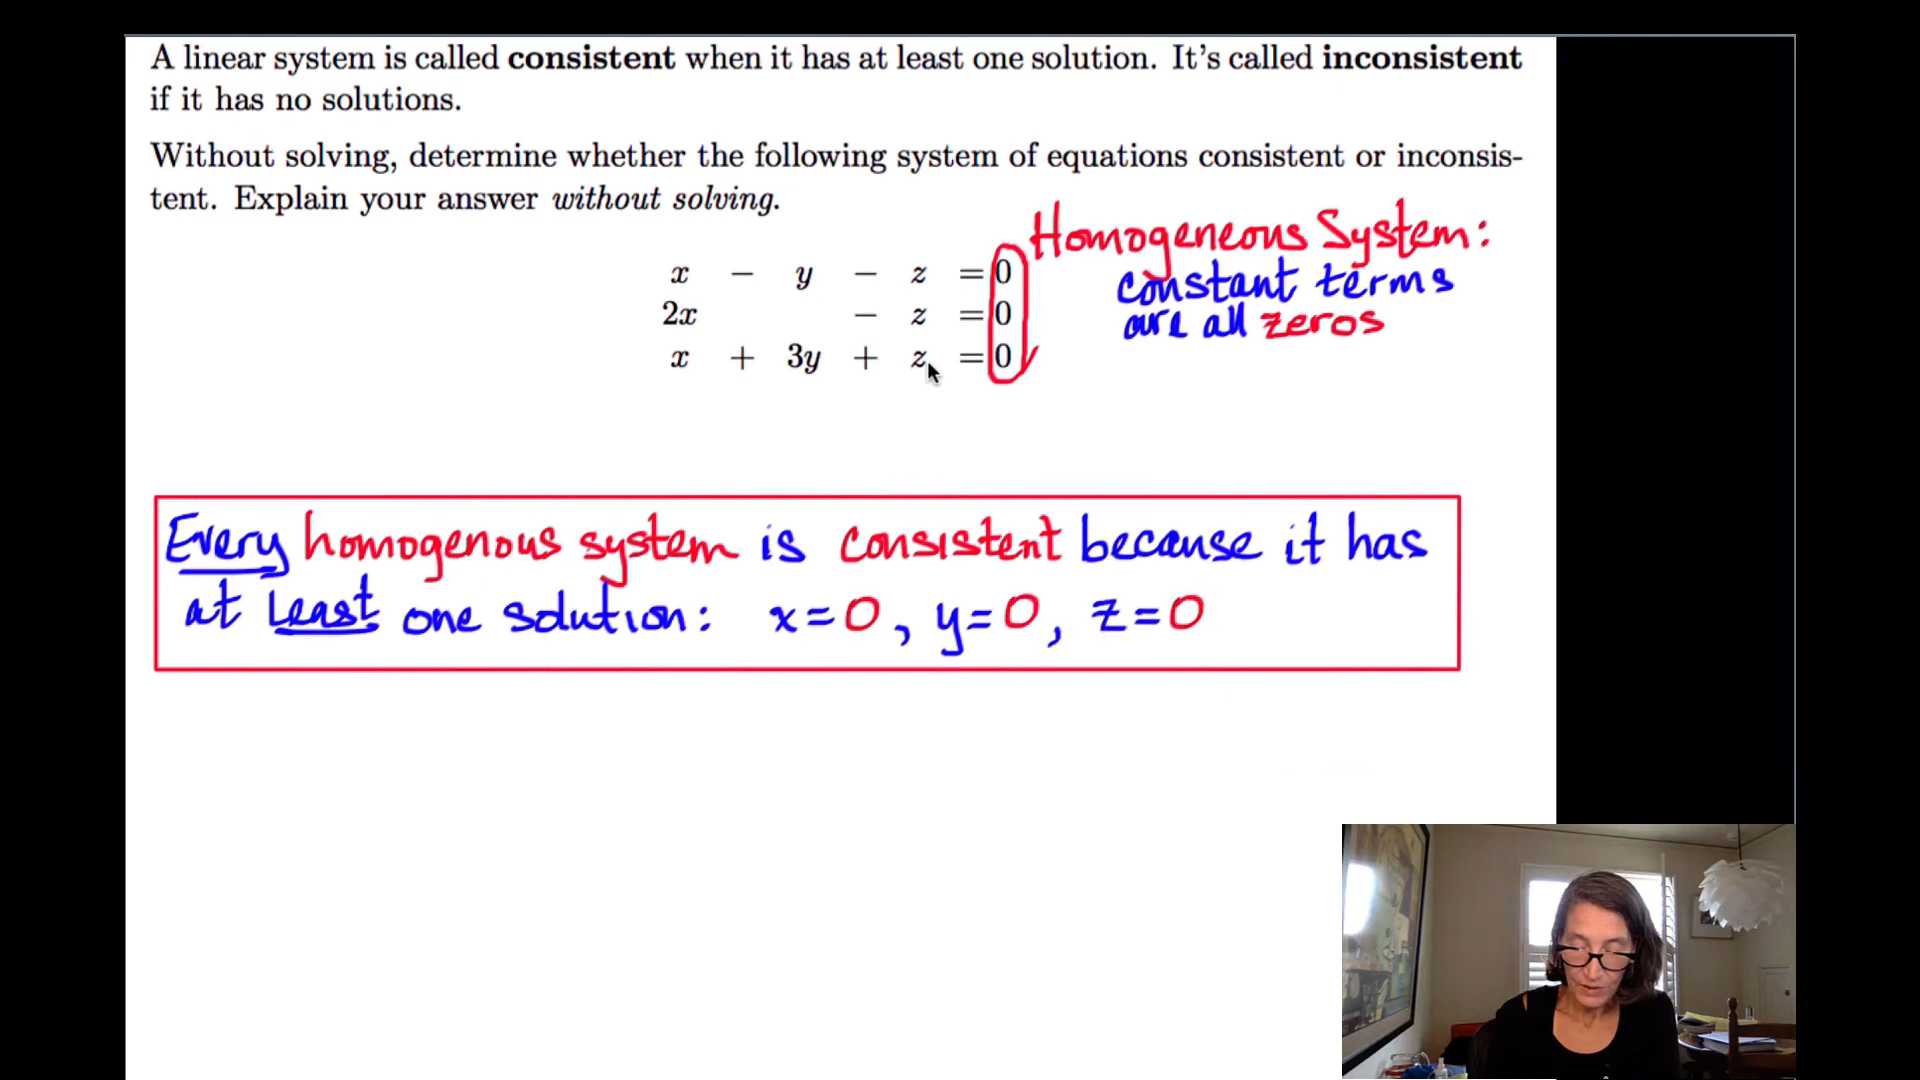 A linear system is called consistent when it has at least one solution. It's called inconsistent
if it has no solutions.
Without solving, determine whether the following system of equations consistent or inconsis-
tent. Explain your answer without solving.
Homogeneous System:
x − y − z = 0
constant terms
2x − z = 0
are all zeros
x + 3y + z = 0
Every homogenous system is consistent because it has
at least one solution: x=0, y=0, z=0